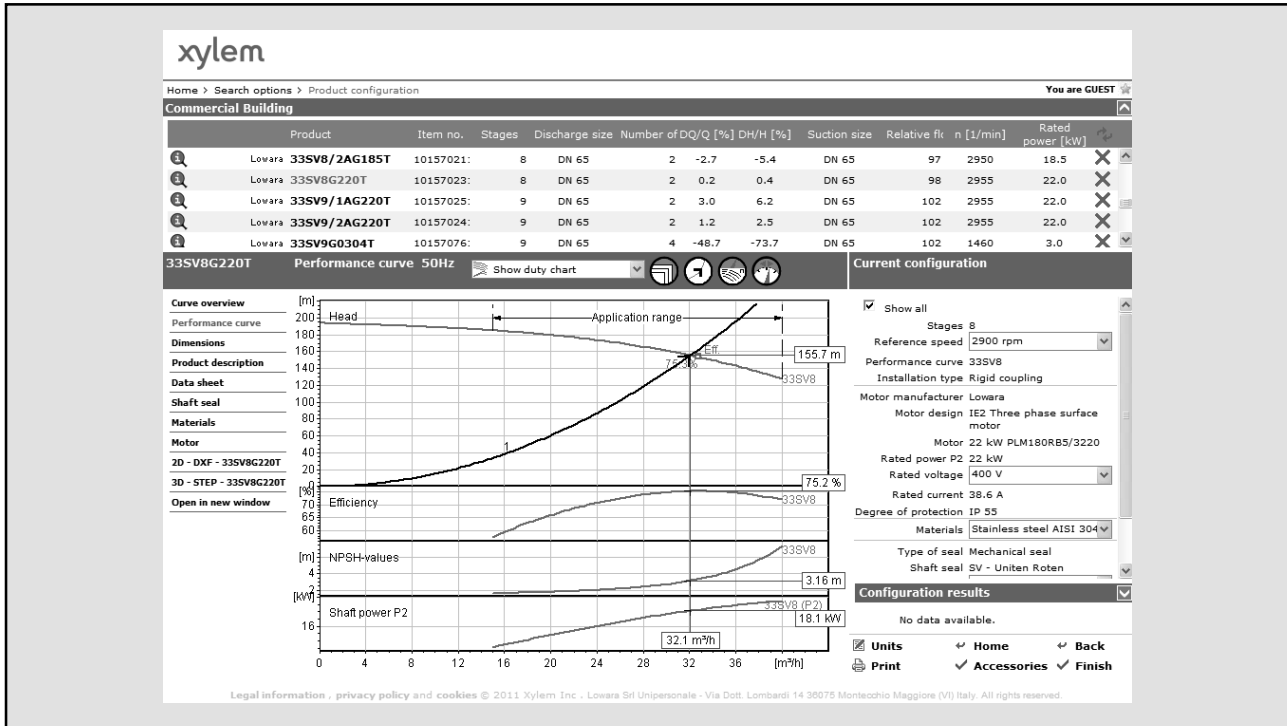 xylem
Home > Search options > Product configuration You are GUEST
Commercial Building
Product Item no. Stages Discharge size Number of DQ/Q [%] DH/H [%] Suction size Relative flo n [1/min] Rated power [kW]
Lowara 33SV8/2AG185T 10157021: 8 DN 65 2 -2.7 -5.4 DN 65 97 2950 18.5
Lowara 33SV8G220T 10157023: 8 DN 65 2 0.2 0.4 DN 65 98 2955 22.0
Lowara 33SV9/1AG220T 10157025: 9 DN 65 2 3.0 6.2 DN 65 102 2955 22.0
Lowara 33SV9/2AG220T 10157024: 9 DN 65 2 1.2 2.5 DN 65 102 2955 22.0
Lowara 33SV9G0304T 10157076: 9 DN 65 4 -48.7 -73.7 DN 65 102 1460 3.0
33SV8G220T Performance curve 50Hz Show duty chart Current configuration
Curve overview
Performance curve
Dimensions
Product description
Data sheet
Shaft seal
Materials
Motor
2D - DXF - 33SV8G220T
3D - STEP - 33SV8G220T
Open in new window
[m]
200 Head Application range
180
160 Eff. 155.7 m
140
33SV8
100
80
60
40 1
20
0 75.2 %
[%]
70 Efficiency 33SV8
65
60
[m] NPSH-values 33SV8
4 3.16 m
2
[kW]
Shaft power P2 33SV8 (P2)
18.1 kW
16
32.1 m³/h
0 4 8 12 16 20 24 28 32 36 [m³/h]
Show all
Stages 8
Reference speed 2900 rpm
Performance curve 33SV8
Installation type Rigid coupling
Motor manufacturer Lowara
Motor design IE2 Three phase surface
motor
Motor 22 kW PLM180RB5/3220
Rated power P2 22 kW
Rated voltage 400 V
Rated current 38.6 A
Degree of protection IP 55
Materials Stainless steel AISI 304
Type of seal Mechanical seal
Shaft seal SV - Uniten Roten
Configuration results
No data available.
Units Home Back
Print Accessories Finish
Legal information , privacy policy and cookies © 2011 Xylem Inc . Lowara Srl Unipersonale - Via Dott. Lombardi 14 36075 Montecchio Maggiore (VI) Italy. All rights reserved.